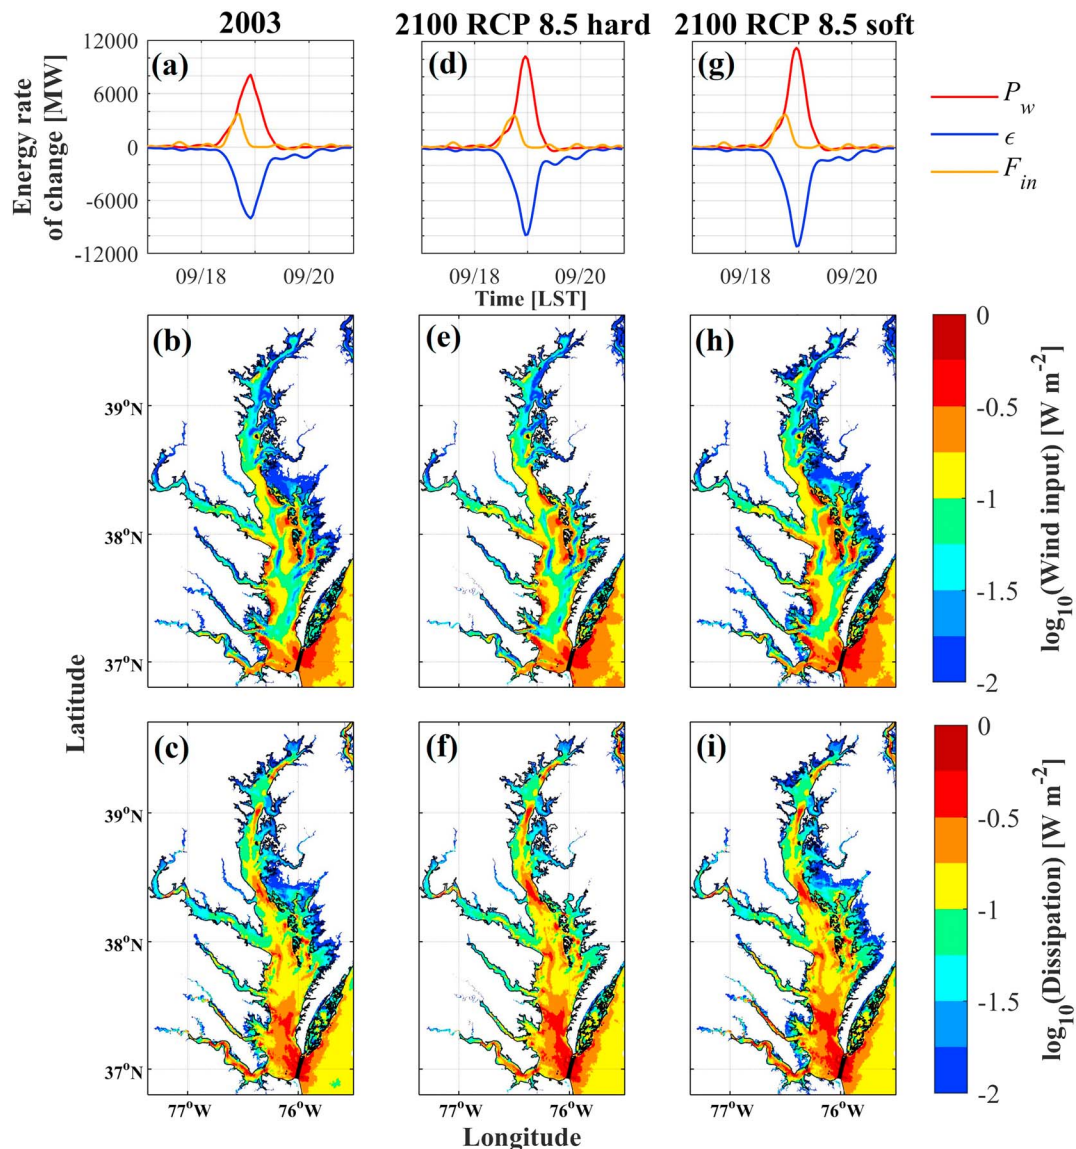 2003
2100 RCP 8.5 hard
2100 RCP 8.5 soft
Energy rate
of change [MW]
12000
6000
0
-6000
-12000
(a)
(d)
(g)
P_w
ϵ
F_in
09/18
09/20
09/18
09/20
09/18
09/20
Time [LST]
(b)
(e)
(h)
39°N
38°N
37°N
0
-0.5
-1
-1.5
-2
log10(Wind input) [W m-2]
Latitude
(c)
(f)
(i)
39°N
38°N
37°N
77°W
76°W
77°W
76°W
77°W
76°W
0
-0.5
-1
-1.5
-2
log10(Dissipation) [W m-2]
Longitude